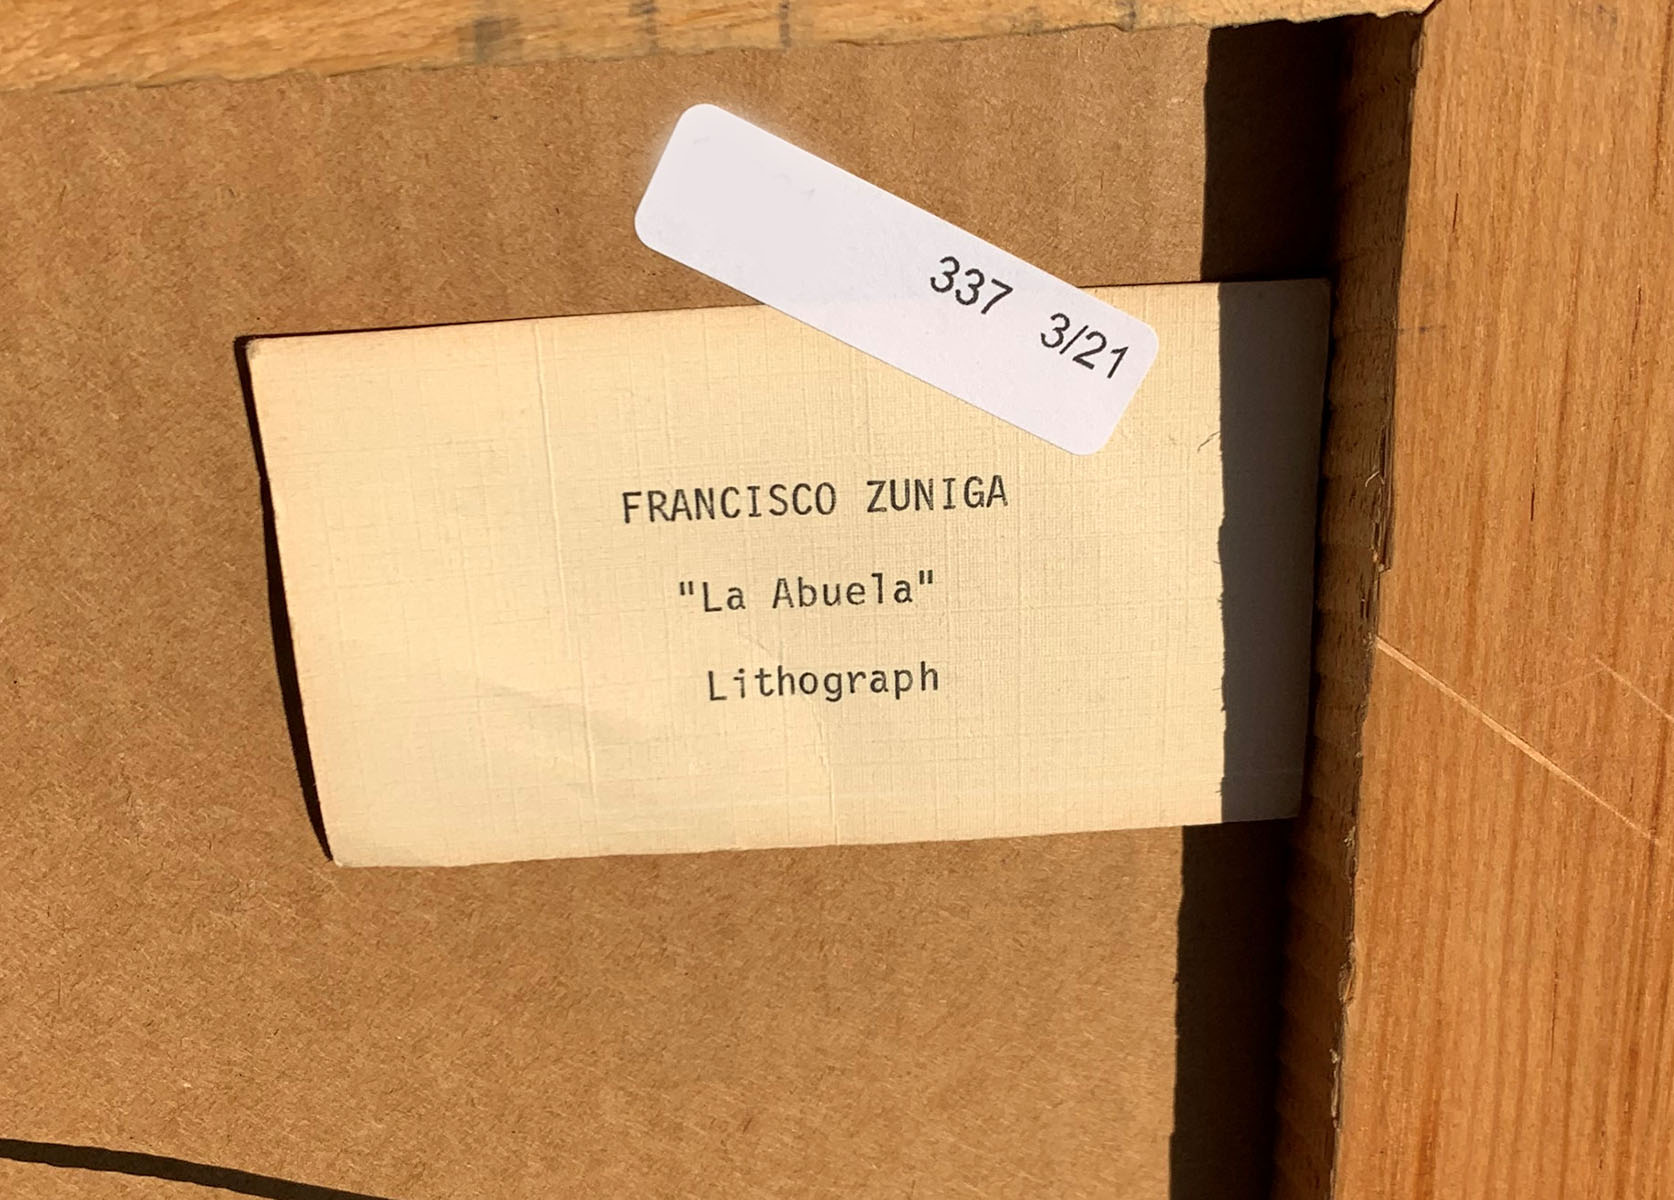 337 3/21
FRANCISCO ZUNIGA
"La Abuela"
Lithograph